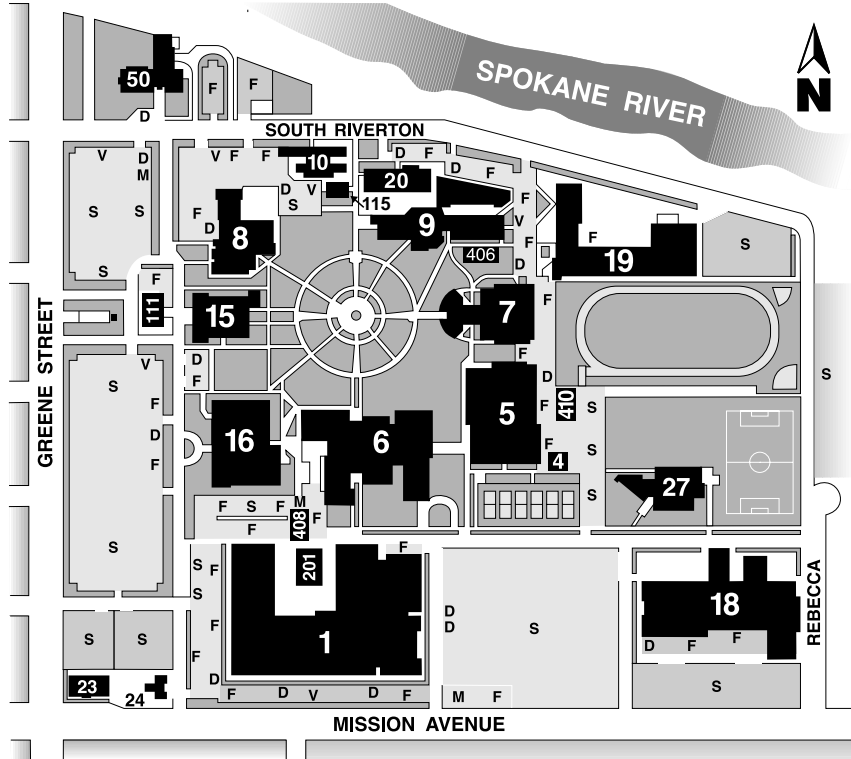 SPOKANE RIVER
N
50
F
F
D
SOUTH RIVERTON
V
D
M
V
F
F
10
D
F
D
F
20
S
S
D
V
S
115
F
D
8
9
F
V
F
D
406
F
19
S
S
F
111
15
7
F
GREENE STREET
V
S
D
F
F
D
F
S
F
D
F
16
6
5
F
410
S
F
4
S
27
S
F
S
F
M
F
F
408
S
S
F
S
201
F
F
F
1
D
D
S
18
D
F
F
REBECCA
S
S
F
D
23
24
F
D
V
D
F
M
F
S
MISSION AVENUE